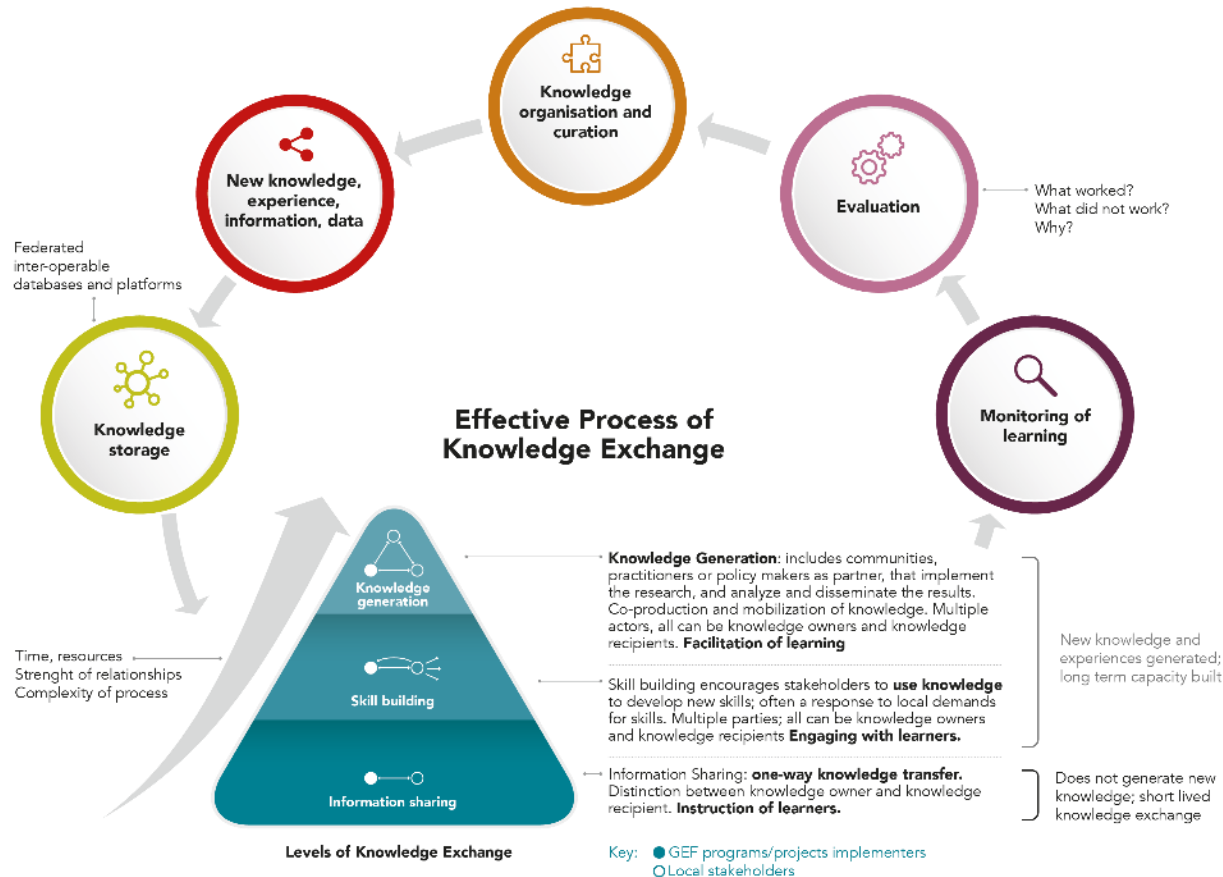 Knowledge
organisation and
curation
New knowledge,
experience,
information, data
Evaluation
What worked?
What did not work?
Why?
Federated
inter-operable
databases and platforms
Knowledge
storage
Monitoring of
learning
Effective Process of
Knowledge Exchange
Time, resources
Strenght of relationships
Complexity of process
Knowledge
generation
Skill building
Information sharing
Levels of Knowledge Exchange
Knowledge Generation: includes communities,
practitioners or policy makers as partner, that implement
the research, and analyze and disseminate the results.
Co-production and mobilization of knowledge. Multiple
actors, all can be knowledge owners and knowledge
recipients. Facilitation of learning
Skill building encourages stakeholders to use knowledge
to develop new skills; often a response to local demands
for skills. Multiple parties; all can be knowledge owners
and knowledge recipients Engaging with learners.
Information Sharing: one-way knowledge transfer.
Distinction between knowledge owner and knowledge
recipient. Instruction of learners.
New knowledge and
experiences generated;
long term capacity built
Does not generate new
knowledge; short lived
knowledge exchange
Key: GEF programs/projects implementers
Local stakeholders